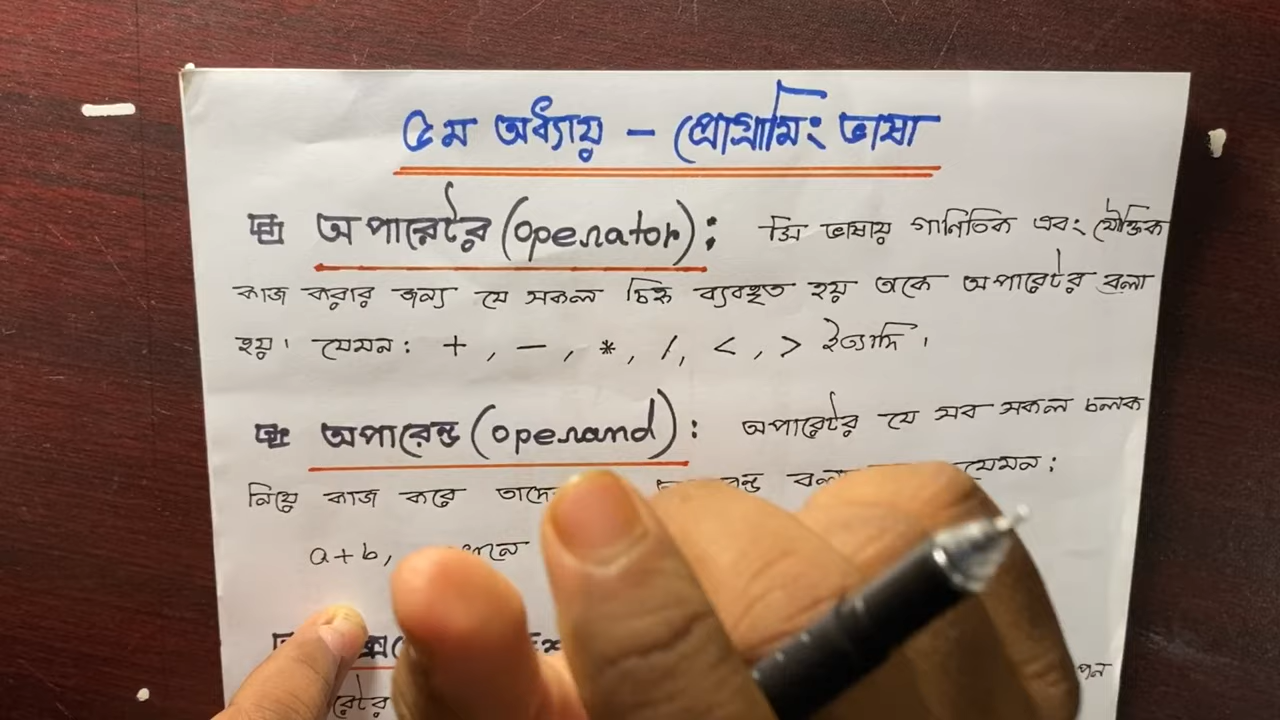 ৫ম অধ্যায় – প্রোগ্রামিং ভাষা
অপারেটর (operator): সি ভাষায় গাণিতিক এবং যৌক্তিক
কাজ করার জন্য যে সকল চিহ্ন ব্যবহৃত হয় তাকে অপারেটর বলা
হয়। যেমন: +, –, *, /, <, > ইত্যাদি।
অপারেন্ড (operand): অপারেটর যে সব সকল চলক
নিয়ে কাজ করে যেমন:
a+b,